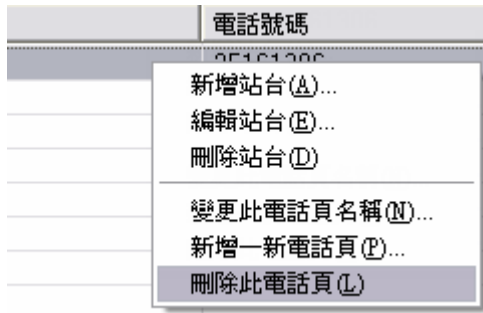 電話號碼
新增站台(A)...
編輯站台(E)...
刪除站台(D)
變更此電話頁名稱(N)...
新增一新電話頁(P)...
刪除此電話頁(L)